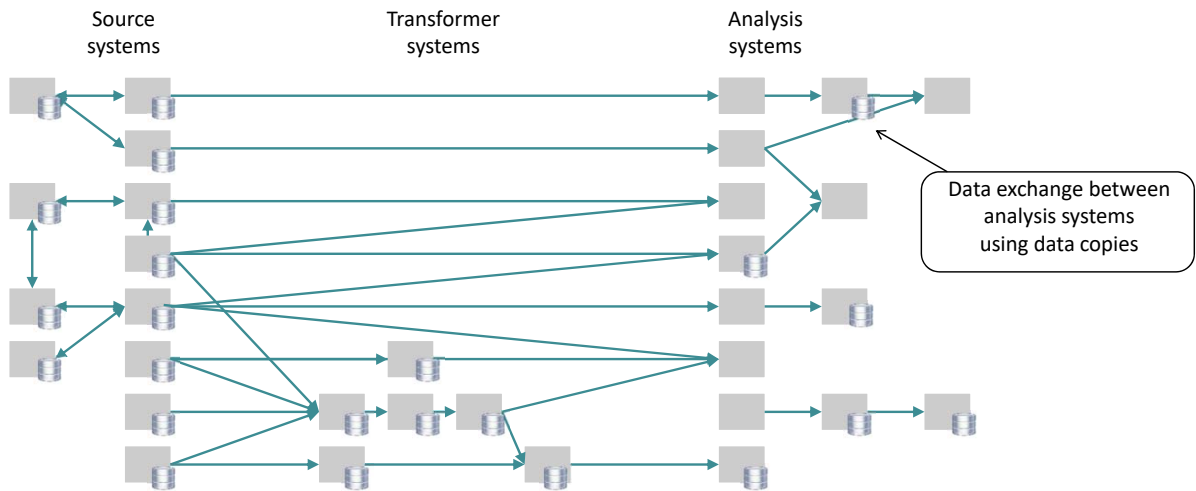 Source
systems
Transformer
systems
Analysis
systems
Data exchange between
analysis systems
using data copies